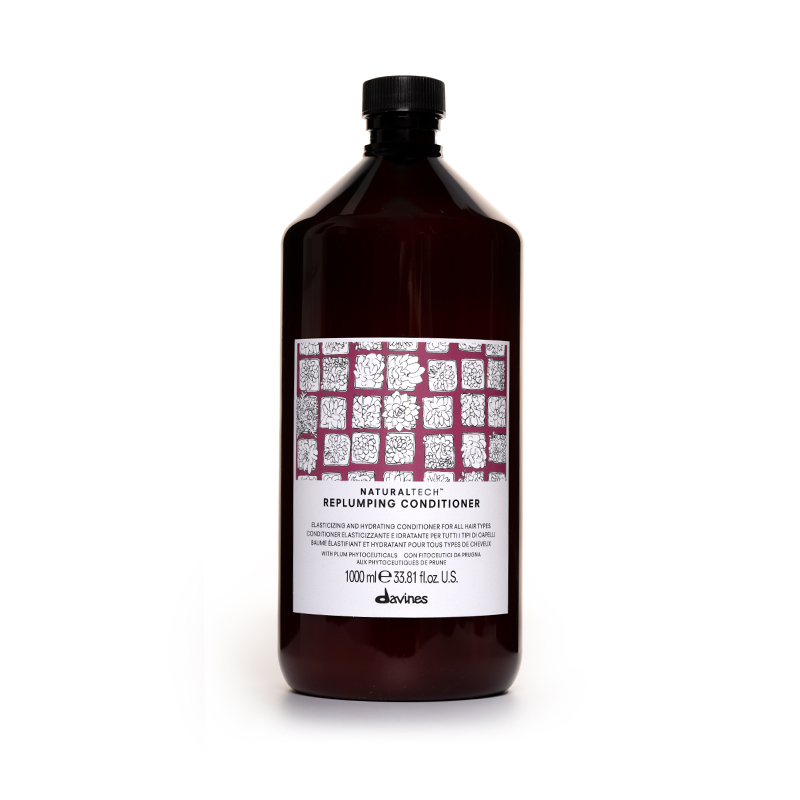 NATURALTECH™
REPLUMPING CONDITIONER
ELASTICIZING AND HYDRATING CONDITIONER FOR ALL HAIR TYPES
CONDITIONER ELASTICIZZANTE E IDRATANTE PER TUTTI I TIPI DI CAPELLI
BAUME ÉLASTIFIANT ET HYDRATANT POUR TOUS TYPES DE CHEVEUX
WITH PLUM PHYTOCEUTICALS CON FITOCEUTICI DA PRUGNA
AUX PHYTOCEUTIQUES DE PRUNE
1000 ml ℮ 33.81 fl.oz. U.S.
davines